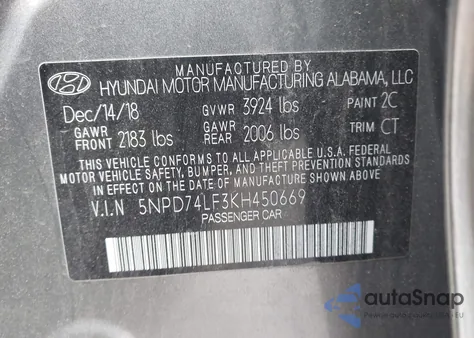 MANUFACTURED BY
HYUNDAI MOTOR MANUFACTURING ALABAMA, LLC
Dec/14/18 GVWR 3924 lbs PAINT 2C
GAWR FRONT 2183 lbs GAWR REAR 2006 lbs TRIM CT
THIS VEHICLE CONFORMS TO ALL APPLICABLE U.S.A. FEDERAL
MOTOR VEHICLE SAFETY, BUMPER, AND THEFT PREVENTION STANDARDS
IN EFFECT ON THE DATE OF MANUFACTURE SHOWN ABOVE.
V.I.N 5NPD74LF3KH450669
PASSENGER CAR
autoSnap